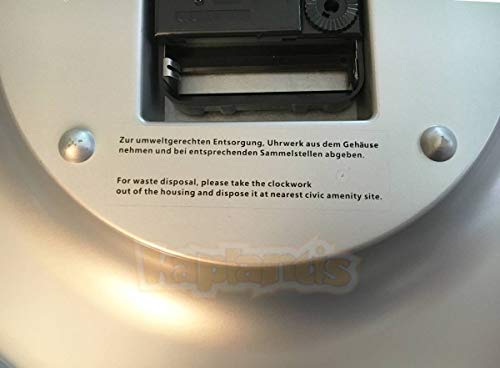 Zur umweltgerechten Entsorgung, Uhrwerk aus dem Gehäuse
nehmen und bei entsprechenden Sammelstellen abgeben.
For waste disposal, please take the clockwork
out of the housing and dispose it at nearest civic amenity site.
Kaplandis